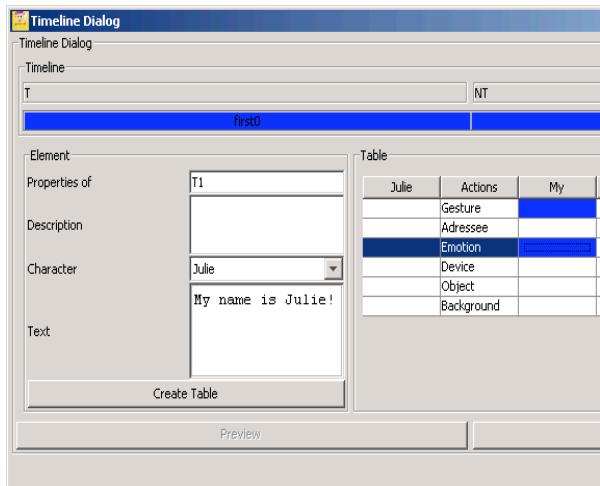 Timeline Dialog
Timeline Dialog
Timeline
T NT
first0
Element
Properties of T1
Description
Character Julie
Text My name is Julie!
Create Table
Table
Julie Actions My
Gesture
Adressee
Emotion
Device
Object
Background
Preview